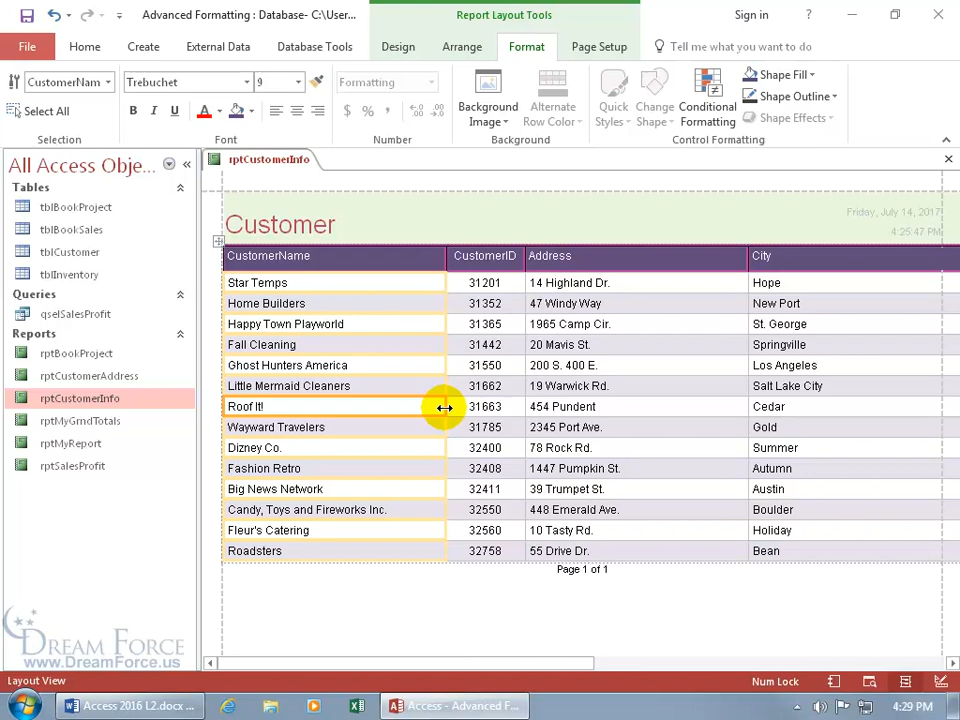 Advanced Formatting : Database- C:\User...
Report Layout Tools
Sign in
?
File
Home
Create
External Data
Database Tools
Design
Arrange
Format
Page Setup
Tell me what you want to do
CustomerNam
Select All
Selection
Trebuchet
9
B I U A
Font
Formatting
$ % ,
Number
Background Image
Alternate Row Color
Background
Quick Styles
Change Shape
Conditional Formatting
Shape Fill
Shape Outline
Shape Effects
Control Formatting
All Access Obje...
Tables
tblBookProject
tblBookSales
tblCustomer
tblInventory
Queries
qselSalesProfit
Reports
rptBookProject
rptCustomerAddress
rptCustomerInfo
rptMyGrndTotals
rptMyReport
rptSalesProfit
rptCustomerInfo
Customer
Friday, July 14, 2017
4:25:47 PM
CustomerName CustomerID Address City
Star Temps 31201 14 Highland Dr. Hope
Home Builders 31352 47 Windy Way New Port
Happy Town Playworld 31365 1965 Camp Cir. St. George
Fall Cleaning 31442 20 Mavis St. Springville
Ghost Hunters America 31550 200 S. 400 E. Los Angeles
Little Mermaid Cleaners 31662 19 Warwick Rd. Salt Lake City
Roof It! 31663 454 Pundent Cedar
Wayward Travelers 31785 2345 Port Ave. Gold
Dizney Co. 32400 78 Rock Rd. Summer
Fashion Retro 32408 1447 Pumpkin St. Autumn
Big News Network 32411 39 Trumpet St. Austin
Candy, Toys and Fireworks Inc. 32550 448 Emerald Ave. Boulder
Fleur's Catering 32560 10 Tasty Rd. Holiday
Roadsters 32758 55 Drive Dr. Bean
Page 1 of 1
DREAM FORCE
www.DreamForce.us
Layout View
Num Lock
Access 2016 L2.docx ...
Access - Advanced F...
4:29 PM